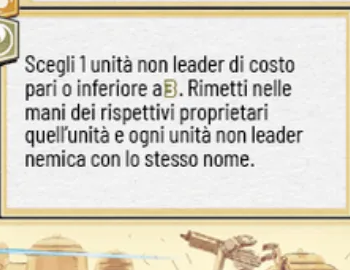 Scegli 1 unità non leader di costo
pari o inferiore a 3. Rimetti nelle
mani dei rispettivi proprietari
quell'unità e ogni unità non leader
nemica con lo stesso nome.